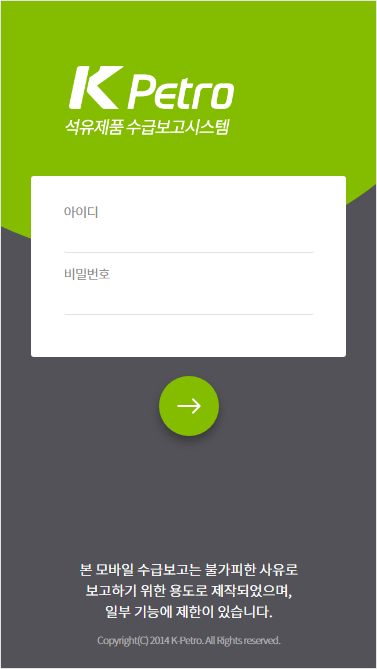 K Petro
석유제품 수급보고시스템
아이디
비밀번호
본 모바일 수급보고는 불가피한 사유로
보고하기 위한 용도로 제작되었으며,
일부 기능에 제한이 있습니다.
Copyright(C) 2014 K-Petro. All Rights reserved.